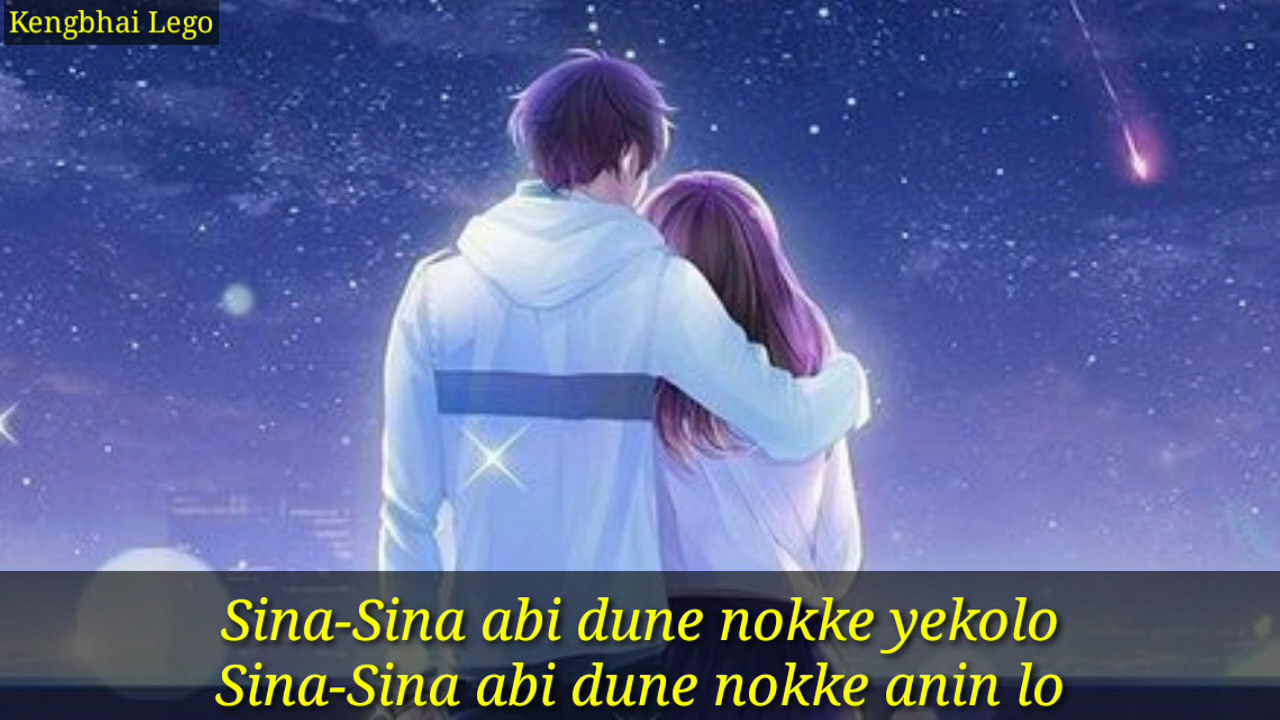 Kengbhai Lego
Sina-Sina abi dune nokke yekolo
Sina-Sina abi dune nokke anin lo